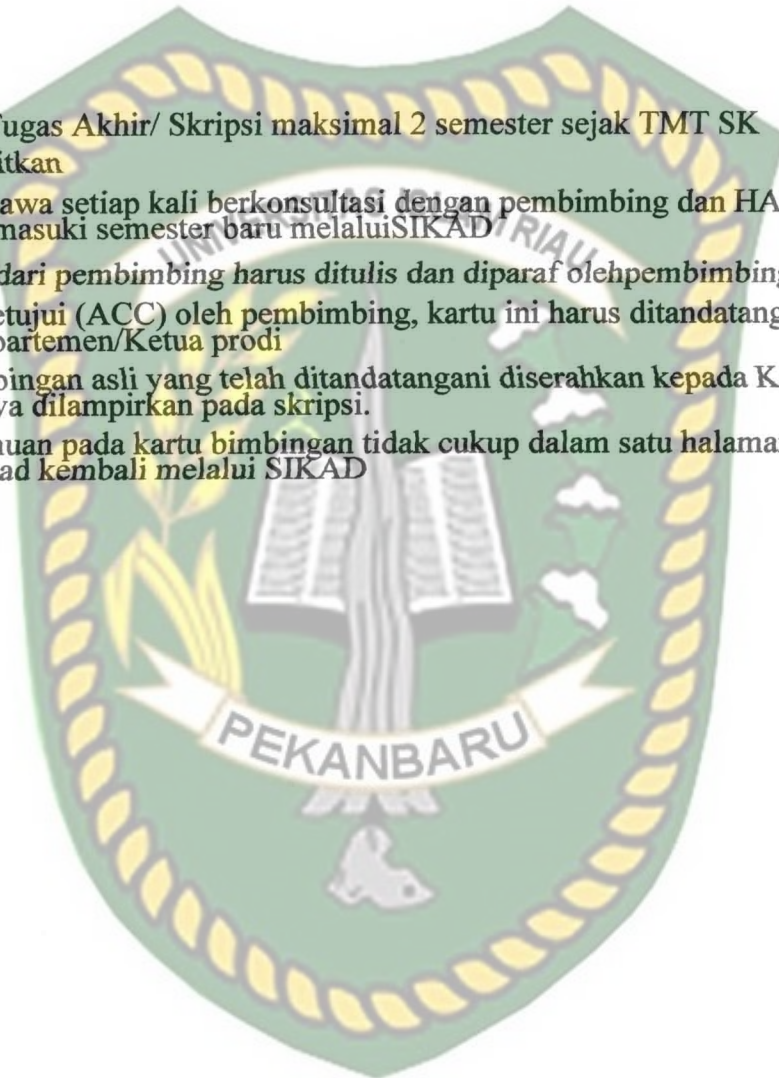 Tugas Akhir/ Skripsi maksimal 2 semester sejak TMT SK
itkan
awa setiap kali berkonsultasi dengan pembimbing dan HA
masuki semester baru melaluiSIKAD
UNIVERSITAS ISLAM RIAU
dari pembimbing harus ditulis dan diparaf olehpembimbing
etujui (ACC) oleh pembimbing, kartu ini harus ditandatang
partemen/Ketua prodi
bingan asli yang telah ditandatangani diserahkan kepada K
ya dilampirkan pada skripsi.
uan pada kartu bimbingan tidak cukup dalam satu halama
ad kembali melalui SIKAD
PEKANBARU